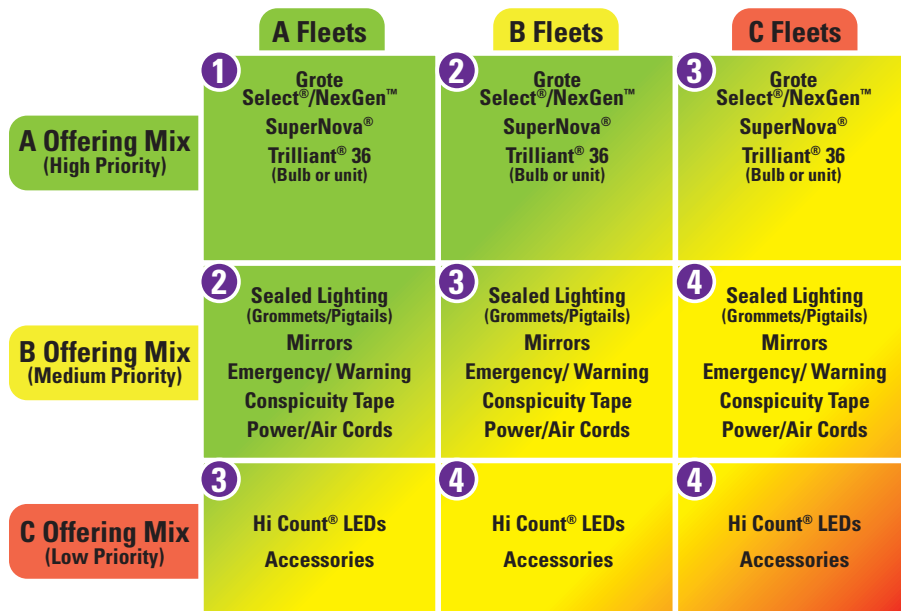 A Fleets
B Fleets
C Fleets
A Offering Mix
(High Priority)
1
Grote
Select®/NexGen™
SuperNova®
Trilliant® 36
(Bulb or unit)
2
Grote
Select®/NexGen™
SuperNova®
Trilliant® 36
(Bulb or unit)
3
Grote
Select®/NexGen™
SuperNova®
Trilliant® 36
(Bulb or unit)
B Offering Mix
(Medium Priority)
2
Sealed Lighting
(Grommets/Pigtails)
Mirrors
Emergency/ Warning
Conspicuity Tape
Power/Air Cords
3
Sealed Lighting
(Grommets/Pigtails)
Mirrors
Emergency/ Warning
Conspicuity Tape
Power/Air Cords
4
Sealed Lighting
(Grommets/Pigtails)
Mirrors
Emergency/ Warning
Conspicuity Tape
Power/Air Cords
C Offering Mix
(Low Priority)
3
Hi Count® LEDs
Accessories
4
Hi Count® LEDs
Accessories
4
Hi Count® LEDs
Accessories